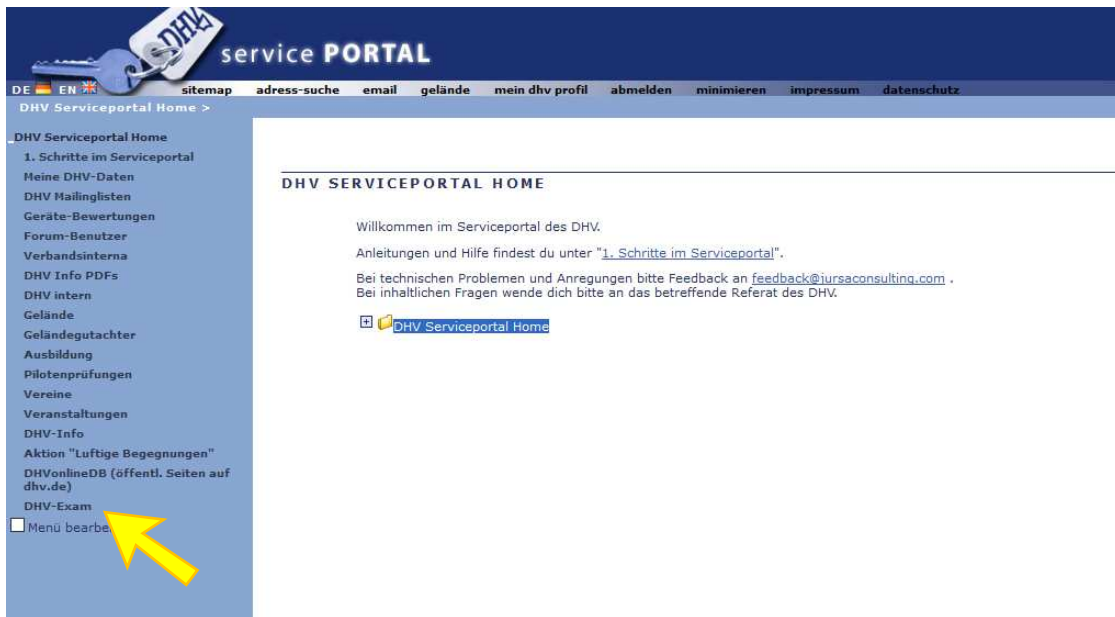 DHV
service PORTAL
DE EN sitemap adress-suche email gelände mein dhv profil abmelden minimieren impressum datenschutz
DHV Serviceportal Home >
DHV Serviceportal Home
1. Schritte im Serviceportal
Meine DHV-Daten
DHV Mailinglisten
Geräte-Bewertungen
Forum-Benutzer
Verbandsinterna
DHV Info PDFs
DHV intern
Gelände
Geländegutachter
Ausbildung
Pilotenprüfungen
Vereine
Veranstaltungen
DHV-Info
Aktion "Luftige Begegnungen"
DHVonlineDB (öffentl. Seiten auf
dhv.de)
DHV-Exam
Menü bearbe
DHV SERVICEPORTAL HOME
Willkommen im Serviceportal des DHV.
Anleitungen und Hilfe findest du unter "1. Schritte im Serviceportal".
Bei technischen Problemen und Anregungen bitte Feedback an feedback@jursaconsulting.com .
Bei inhaltlichen Fragen wende dich bitte an das betreffende Referat des DHV.
DHV Serviceportal Home